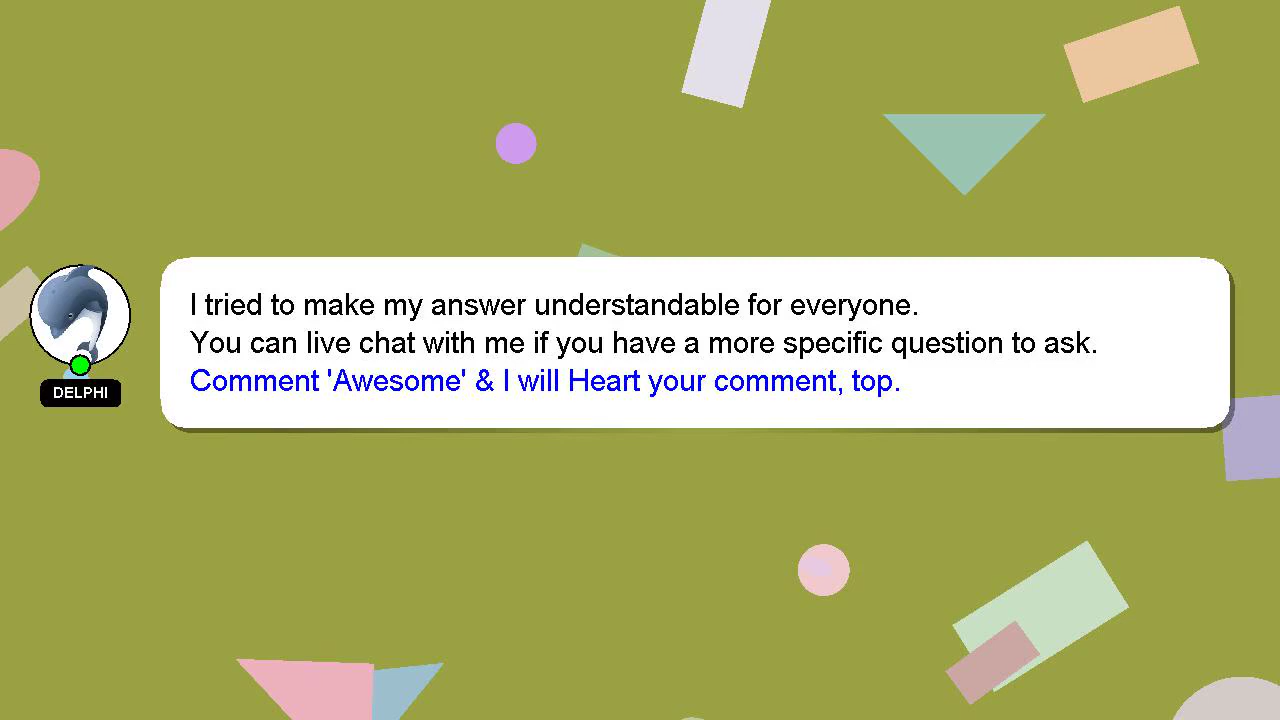 I tried to make my answer understandable for everyone.
You can live chat with me if you have a more specific question to ask.
Comment 'Awesome' & I will Heart your comment, top.
DELPHI